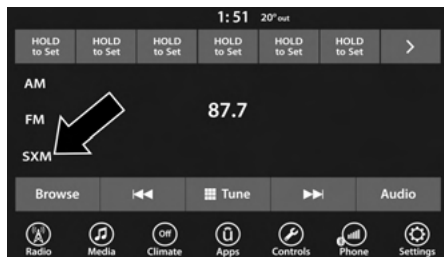 1:51 20° out
HOLD to Set HOLD to Set HOLD to Set HOLD to Set HOLD to Set HOLD to Set >
AM
FM
87.7
SXM
Browse Tune Audio
Off
Radio Media Climate Apps Controls Phone Settings